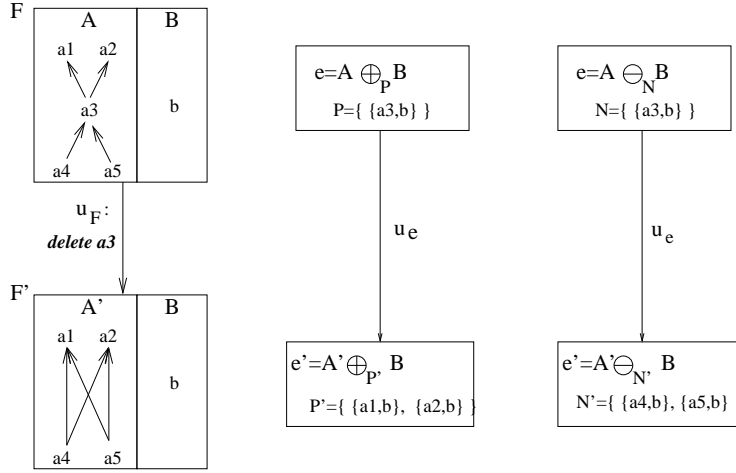 F
A B
a1 a2
a3 b
a4 a5
u F:
delete a3
F'
A' B
a1 a2
b
a4 a5
e=A ⊕P B
P={ {a3,b} }
u e
e'=A' ⊕P' B
P'={ {a1,b}, {a2,b} }
e=A ⊖N B
N={ {a3,b} }
u e
e'=A' ⊖N' B
N'={ {a4,b}, {a5,b}